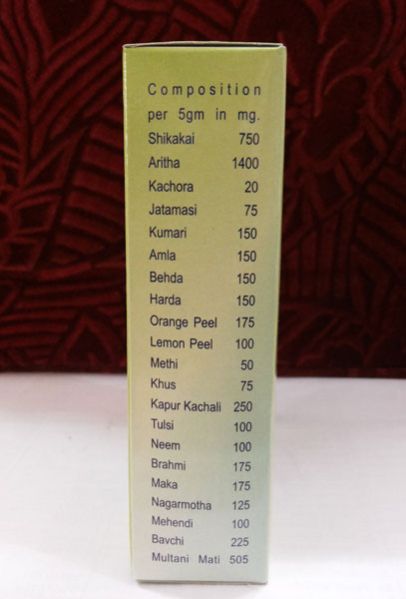 Composition
per 5gm in mg.
Shikakai 750
Aritha 1400
Kachora 20
Jatamasi 75
Kumari 150
Amla 150
Behda 150
Harda 150
Orange Peel 175
Lemon Peel 100
Methi 50
Khus 75
Kapur Kachali 250
Tulsi 100
Neem 100
Brahmi 175
Maka 175
Nagarmotha 125
Mehendi 100
Bavchi 225
Multani Mati 505